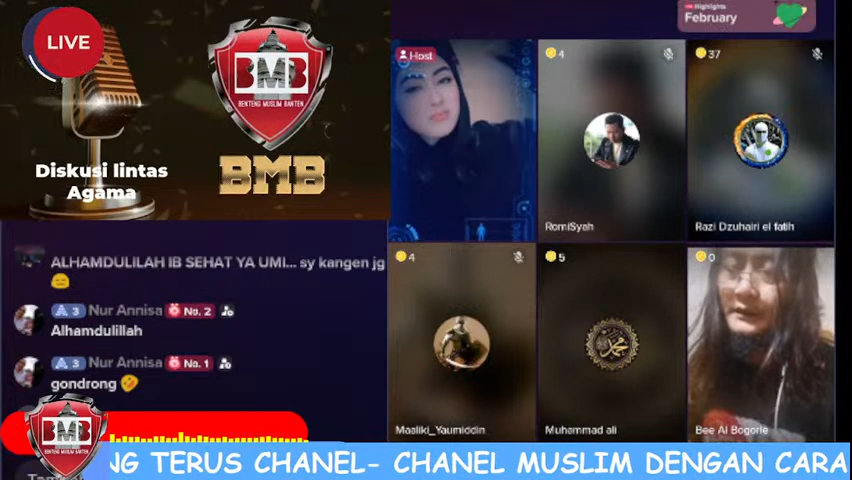 LIVE
BMB
BENTENG MUSLIM BANTEN
Diskusi lintas
Agama
BMB
Highlights
February
Host
4
37
RomiSyah
Razi Dzuhairi el fatih
ALHAMDULILAH IB SEHAT YA UMI... sy kangen jg
3 Nur Annisa No. 2
Alhamdulillah
3 Nur Annisa No. 1
gondrong
4
5
0
Maaliki_Yaumiddin
Muhammad ali
Bee Al Bogorie
محمد
BMB
BENTENG MUSLIM BANTEN
NG TERUS CHANEL- CHANEL MUSLIM DENGAN CARA